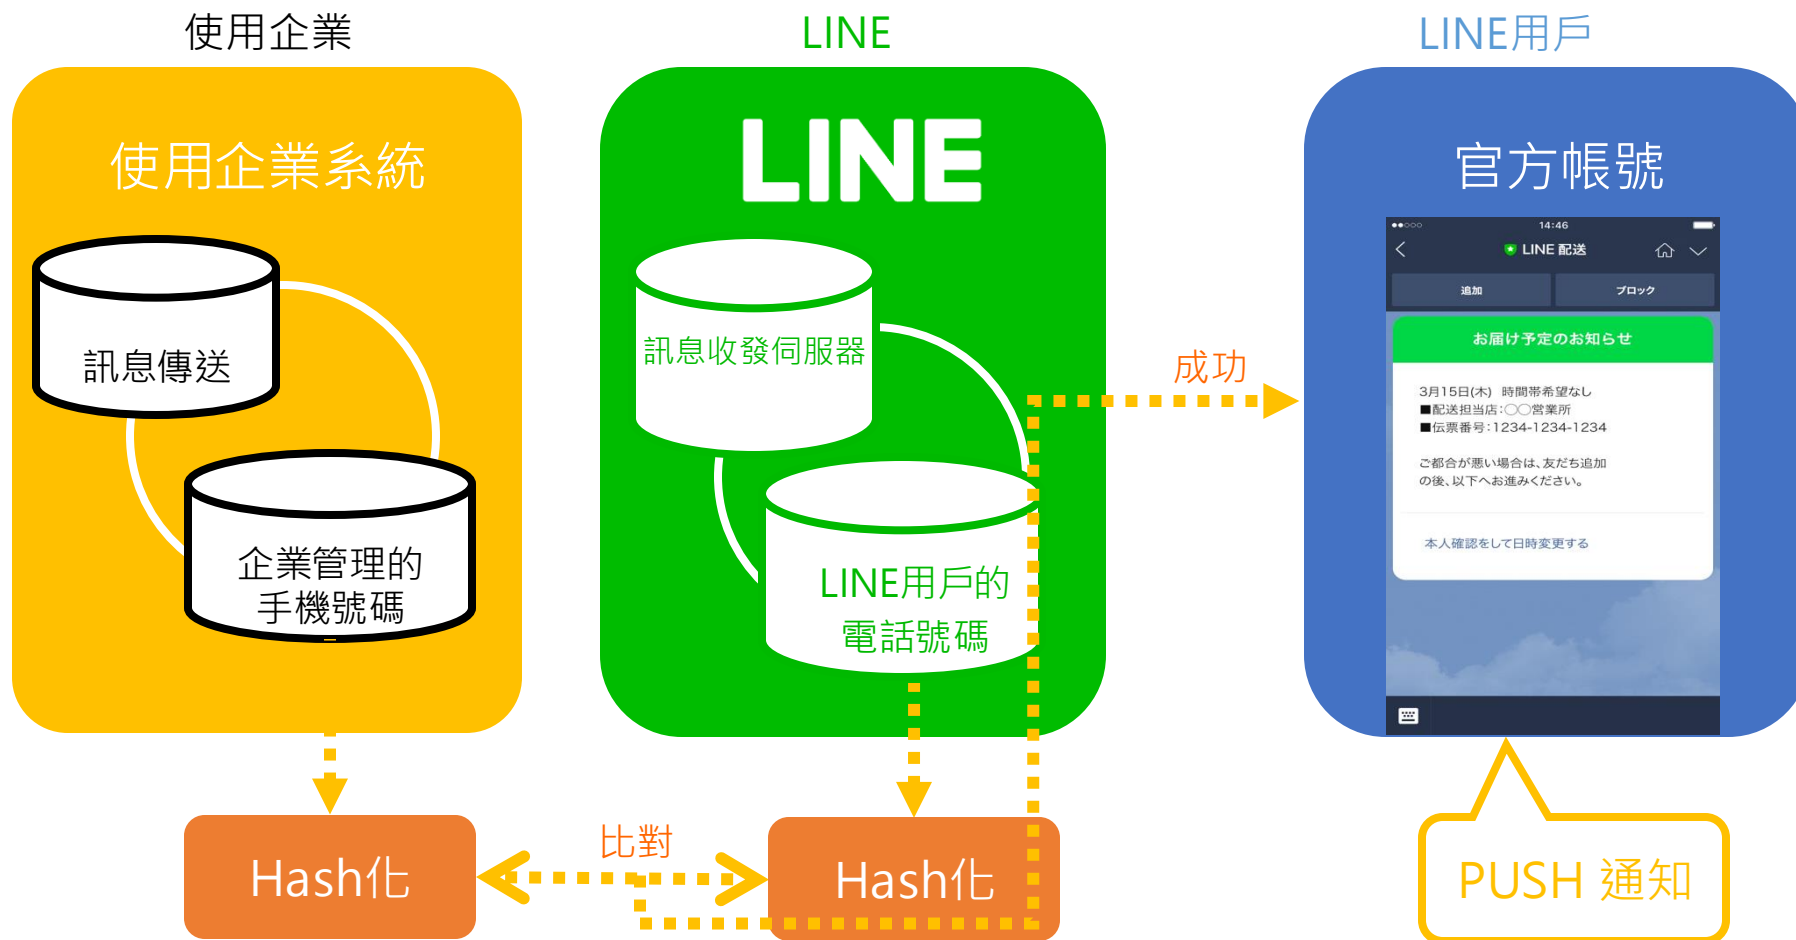 使用企業
LINE
LINE用戶
使用企業系統
訊息傳送
企業管理的
手機號碼
LINE
訊息收發伺服器
LINE用戶的
電話號碼
成功
官方帳號
14:46
LINE 配送
追加
ブロック
お届け予定のお知らせ
3月15日(木) 時間帯希望なし
■配送担当店:◯◯営業所
■伝票番号:1234-1234-1234
ご都合が悪い場合は、友だち追加
の後、以下へお進みください。
本人確認をして日時変更する
Hash化
比對
Hash化
PUSH 通知